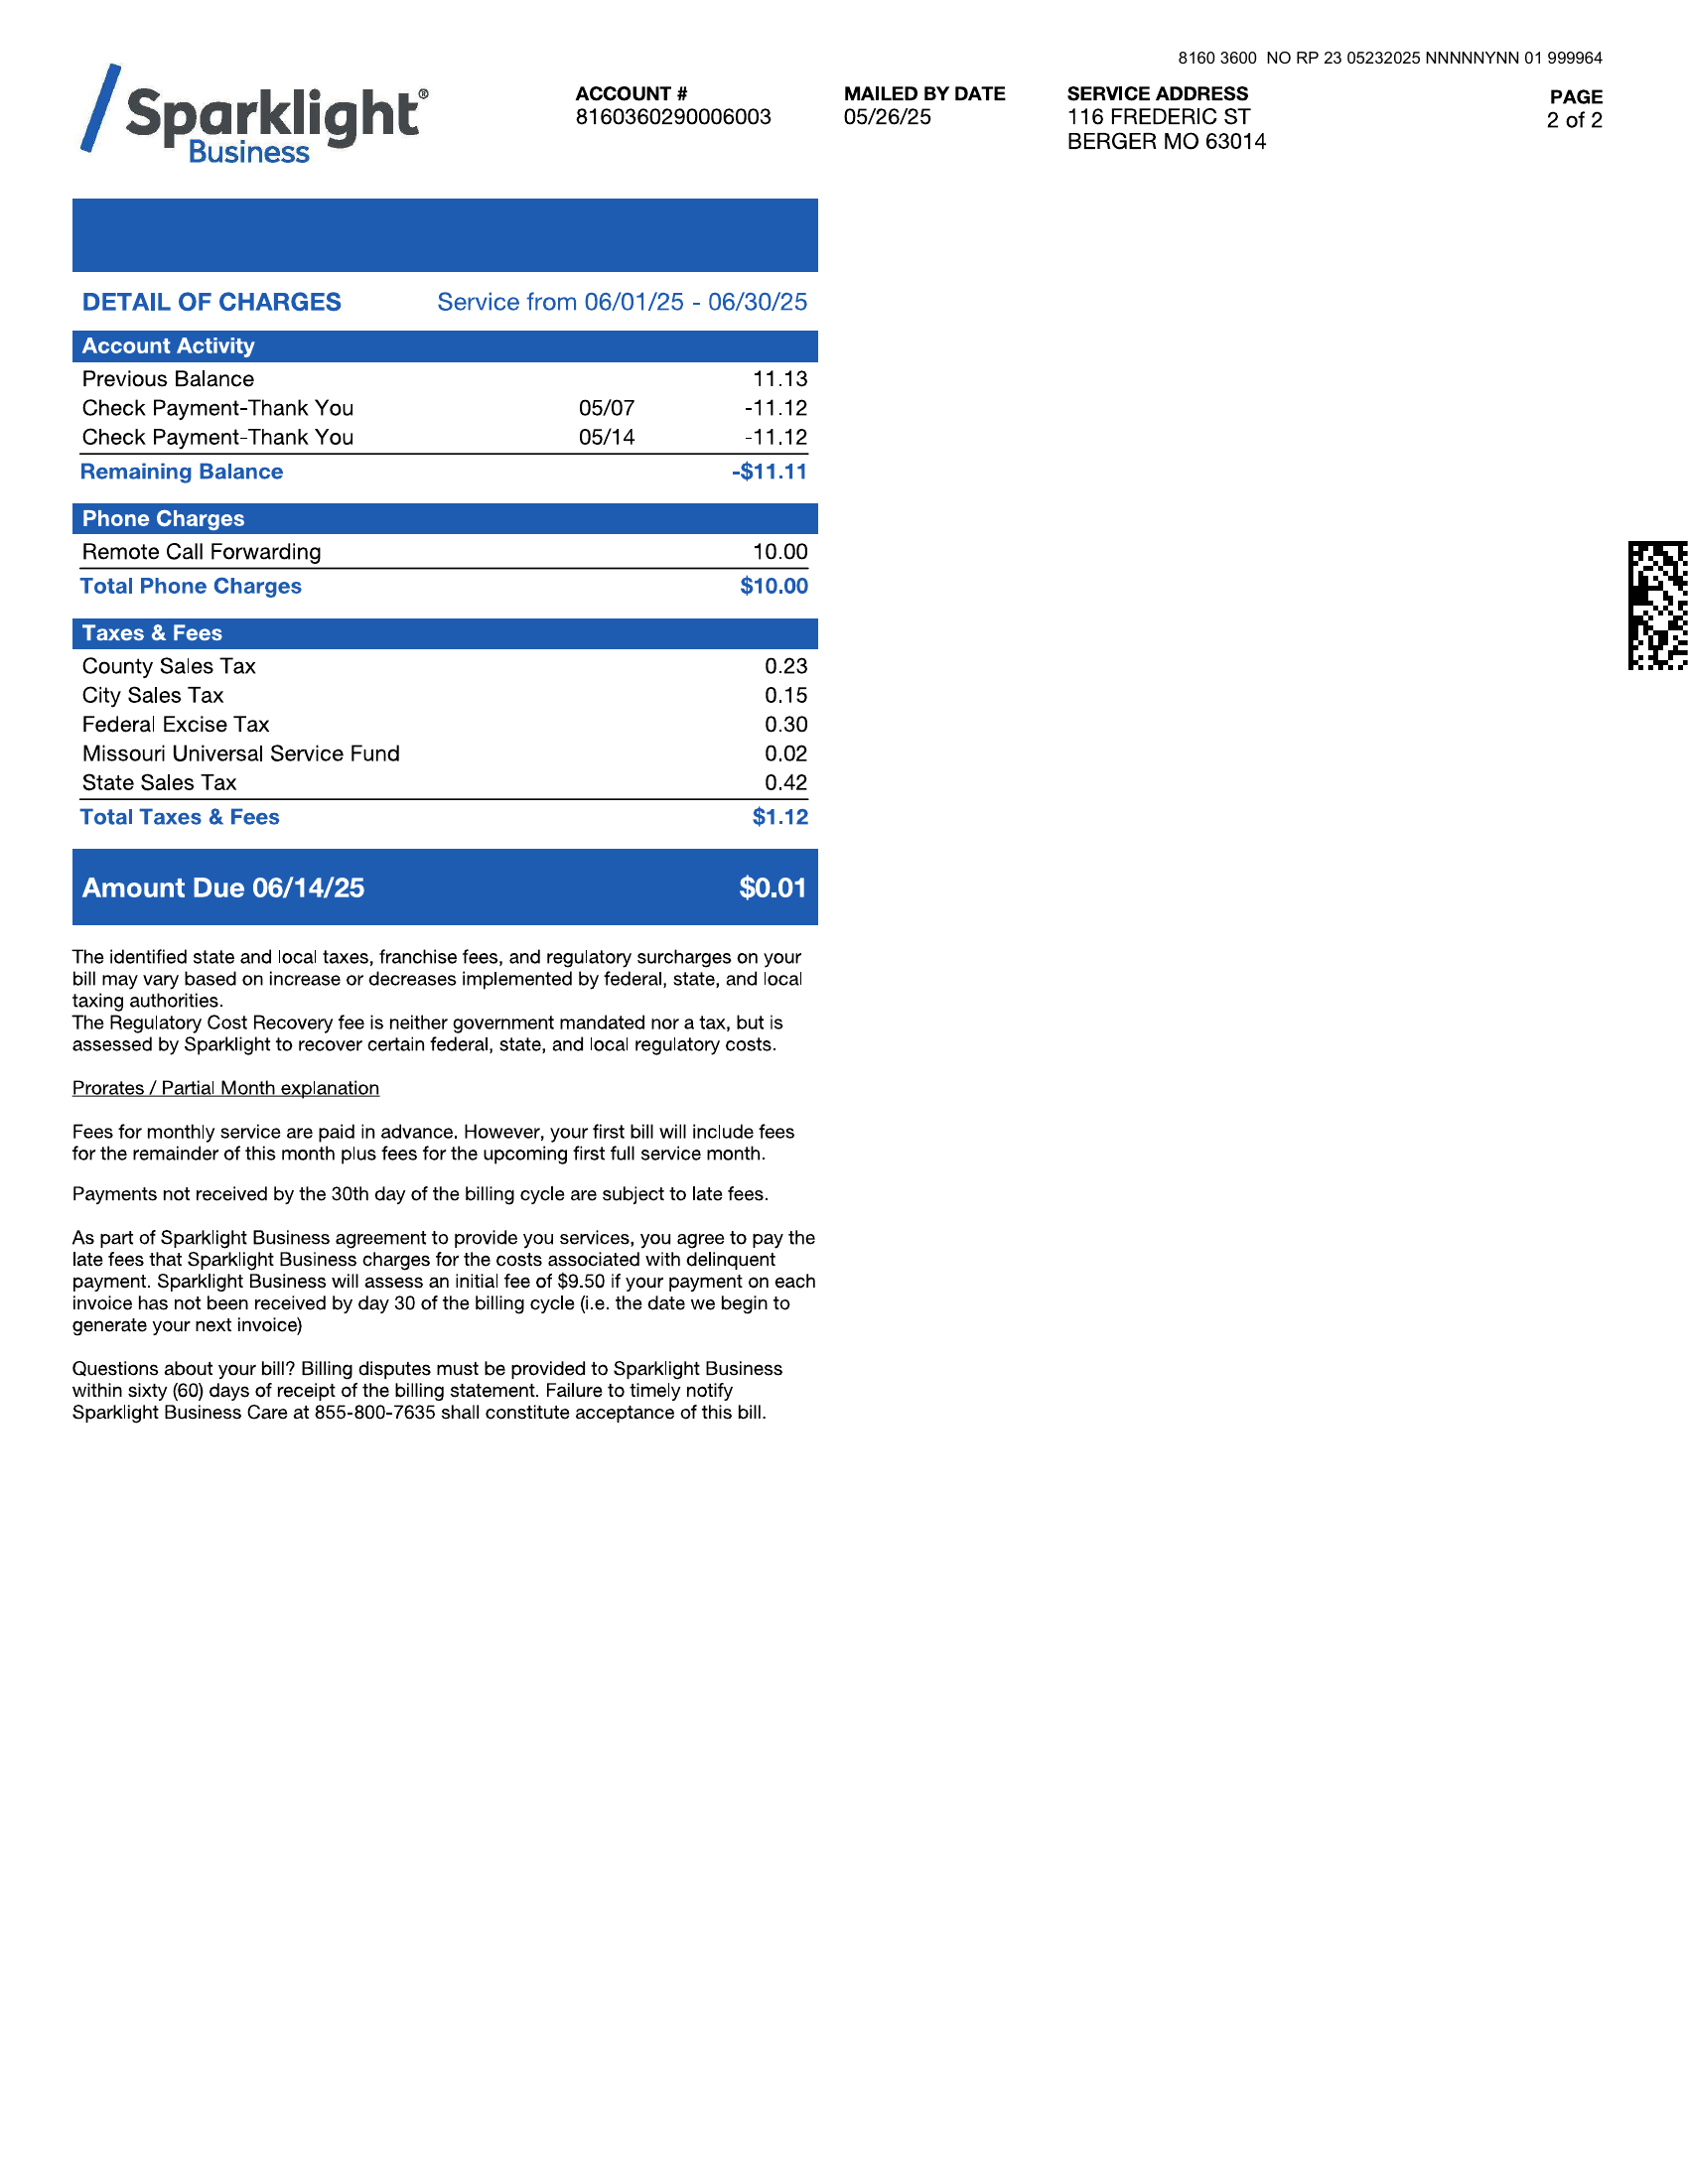 8160 3600 NO RP 23 05232025 NNNNNYNN 01 999964
Sparklight®
Business
ACCOUNT #
8160360290006003
MAILED BY DATE
05/26/25
SERVICE ADDRESS
116 FREDERIC ST
BERGER MO 63014
PAGE
2 of 2
DETAIL OF CHARGES Service from 06/01/25 - 06/30/25
Account Activity
Previous Balance 11.13
Check Payment-Thank You 05/07 -11.12
Check Payment-Thank You 05/14 -11.12
Remaining Balance -$11.11
Phone Charges
Remote Call Forwarding 10.00
Total Phone Charges $10.00
Taxes & Fees
County Sales Tax 0.23
City Sales Tax 0.15
Federal Excise Tax 0.30
Missouri Universal Service Fund 0.02
State Sales Tax 0.42
Total Taxes & Fees $1.12
Amount Due 06/14/25 $0.01
The identified state and local taxes, franchise fees, and regulatory surcharges on your
bill may vary based on increase or decreases implemented by federal, state, and local
taxing authorities.
The Regulatory Cost Recovery fee is neither government mandated nor a tax, but is
assessed by Sparklight to recover certain federal, state, and local regulatory costs.
Prorates / Partial Month explanation
Fees for monthly service are paid in advance. However, your first bill will include fees
for the remainder of this month plus fees for the upcoming first full service month.
Payments not received by the 30th day of the billing cycle are subject to late fees.
As part of Sparklight Business agreement to provide you services, you agree to pay the
late fees that Sparklight Business charges for the costs associated with delinquent
payment. Sparklight Business will assess an initial fee of $9.50 if your payment on each
invoice has not been received by day 30 of the billing cycle (i.e. the date we begin to
generate your next invoice)
Questions about your bill? Billing disputes must be provided to Sparklight Business
within sixty (60) days of receipt of the billing statement. Failure to timely notify
Sparklight Business Care at 855-800-7635 shall constitute acceptance of this bill.